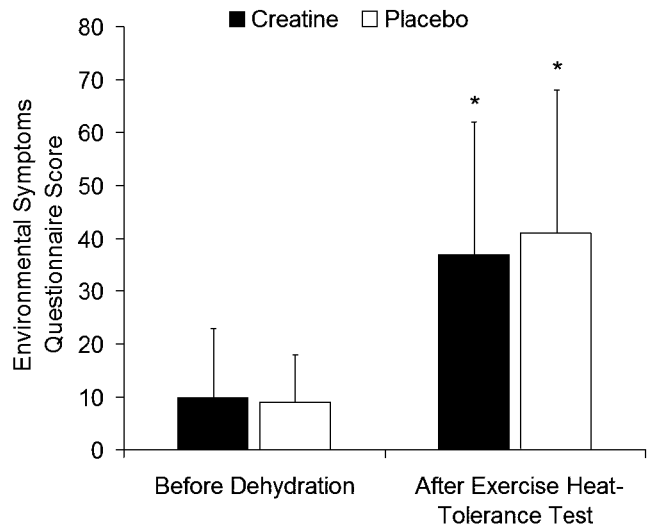 Creatine Placebo
Environmental Symptoms
Questionnaire Score
80
70
60
50
40
30
20
10
0
*
*
Before Dehydration
After Exercise Heat-
Tolerance Test